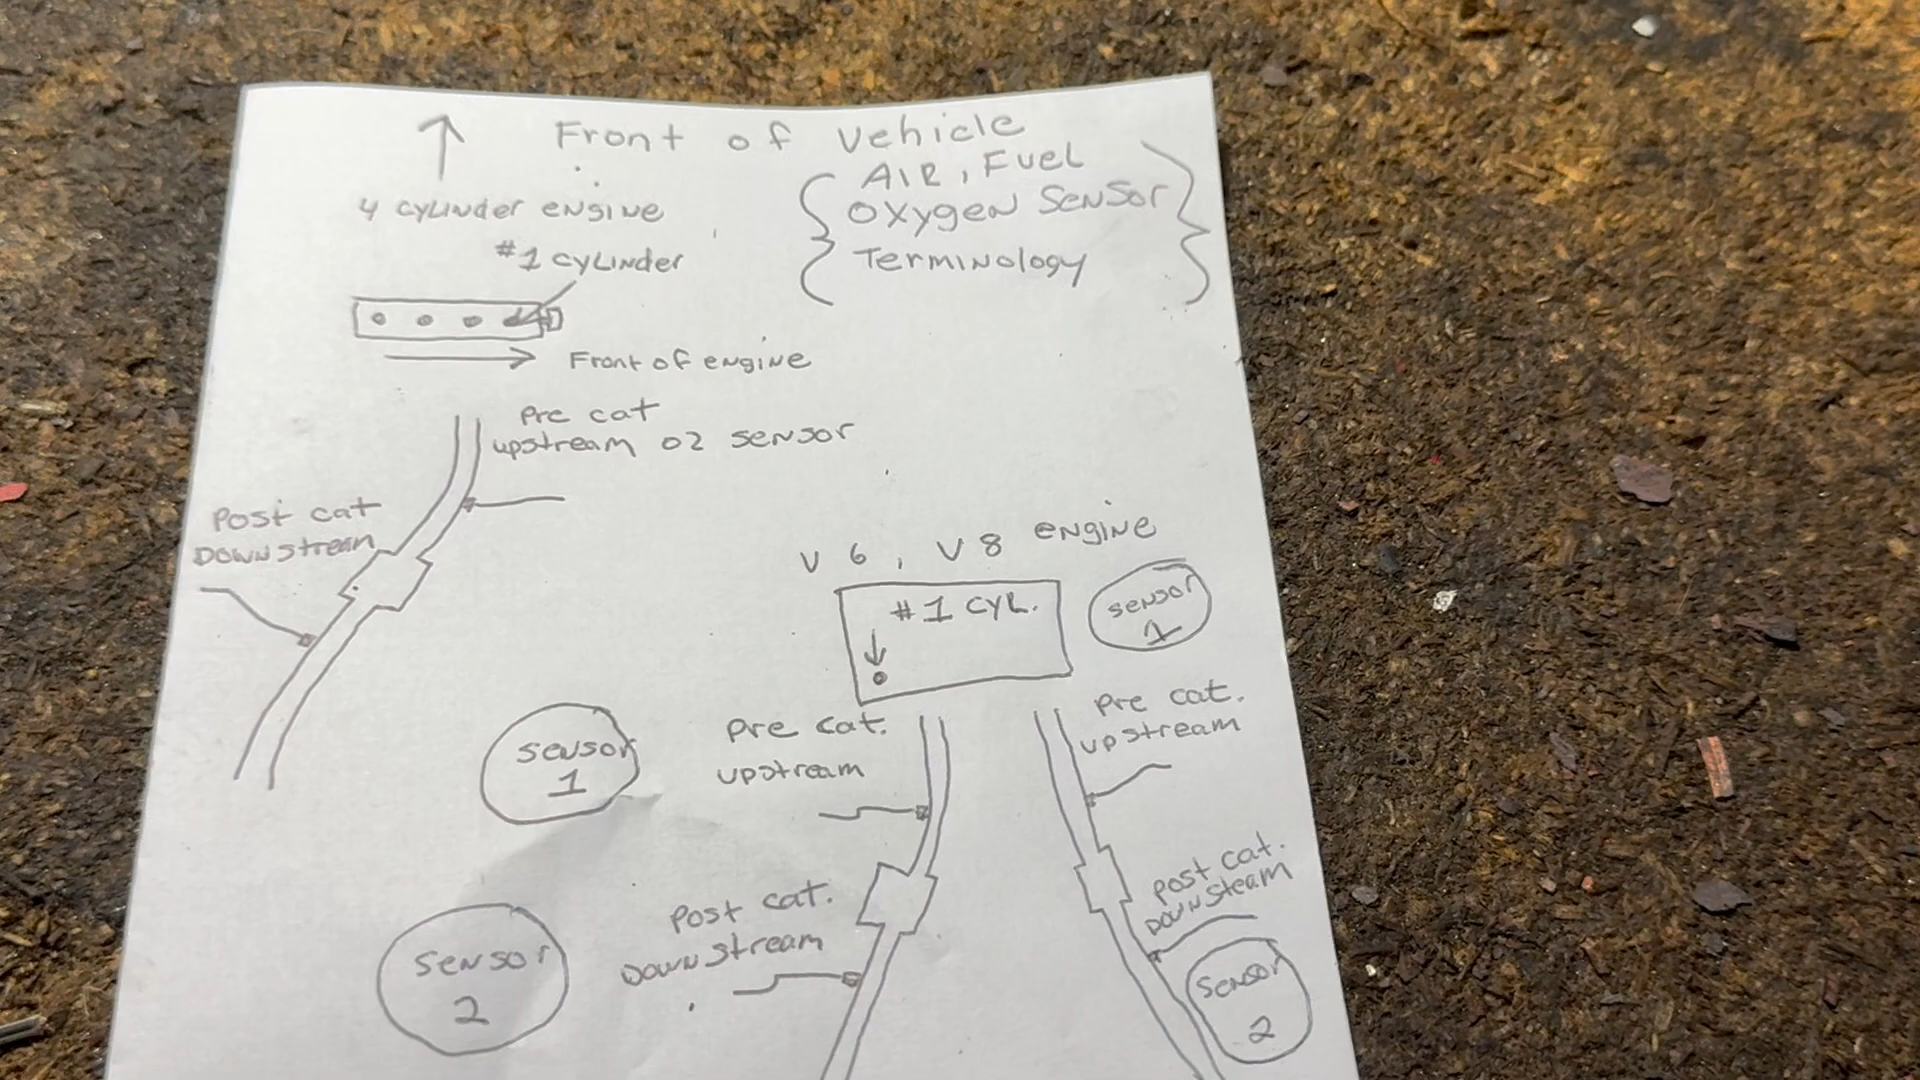 Front of vehicle
AIR, Fuel
Oxygen Sensor
Terminology
4 cylinder engine
#1 cylinder
Front of engine
Pre cat
upstream O2 sensor
Post cat
Downstream
V6, V8 engine
#1 CYL.
Sensor
1
Pre cat.
upstream
Sensor
1
Pre cat.
upstream
Post cat.
Downsteam
Post cat.
Downstream
Sensor
2
Sensor
2